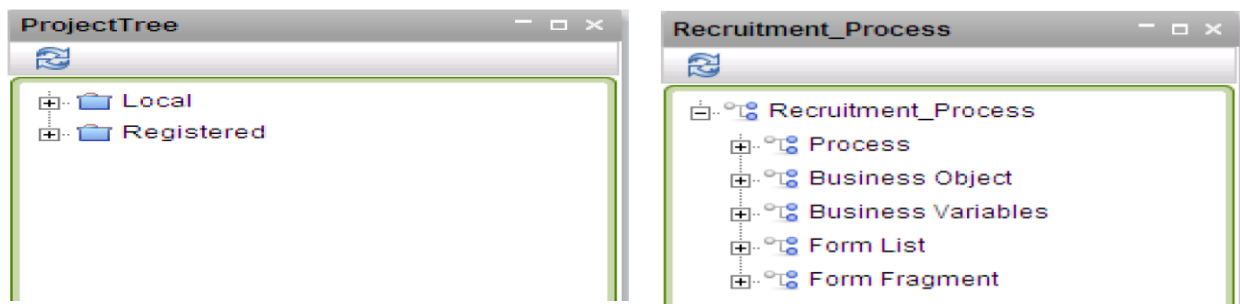 ProjectTree
Local
Registered
Recruitment_Process
Recruitment_Process
Process
Business Object
Business Variables
Form List
Form Fragment